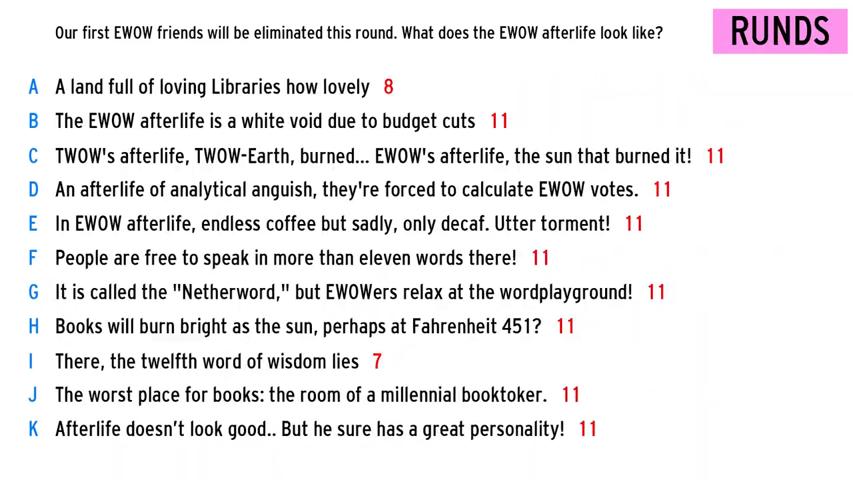 Our first EWOW friends will be eliminated this round. What does the EWOW afterlife look like?
RUNDS
A A land full of loving Libraries how lovely 8
B The EWOW afterlife is a white void due to budget cuts 11
C TWOW's afterlife, TWOW-Earth, burned... EWOW's afterlife, the sun that burned it! 11
D An afterlife of analytical anguish, they're forced to calculate EWOW votes. 11
E In EWOW afterlife, endless coffee but sadly, only decaf. Utter torment! 11
F People are free to speak in more than eleven words there! 11
G It is called the "Netherword," but EWOWers relax at the wordplayground! 11
H Books will burn bright as the sun, perhaps at Fahrenheit 451? 11
I There, the twelfth word of wisdom lies 7
J The worst place for books: the room of a millennial booktoker. 11
K Afterlife doesn’t look good.. But he sure has a great personality! 11